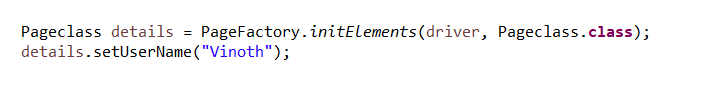 Pageclass details = PageFactory.initElements(driver, Pageclass.class);
details.setUserName("Vinoth");